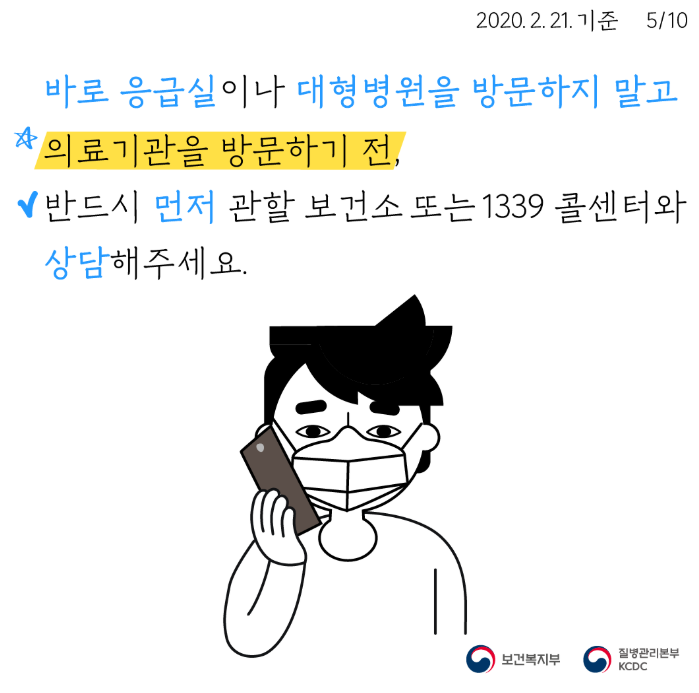 2020. 2. 21. 기준 5/10
바로 응급실이나 대형병원을 방문하지 말고
의료기관을 방문하기 전,
반드시 먼저 관할 보건소 또는 1339 콜센터와
상담해주세요.
보건복지부
질병관리본부
KCDC